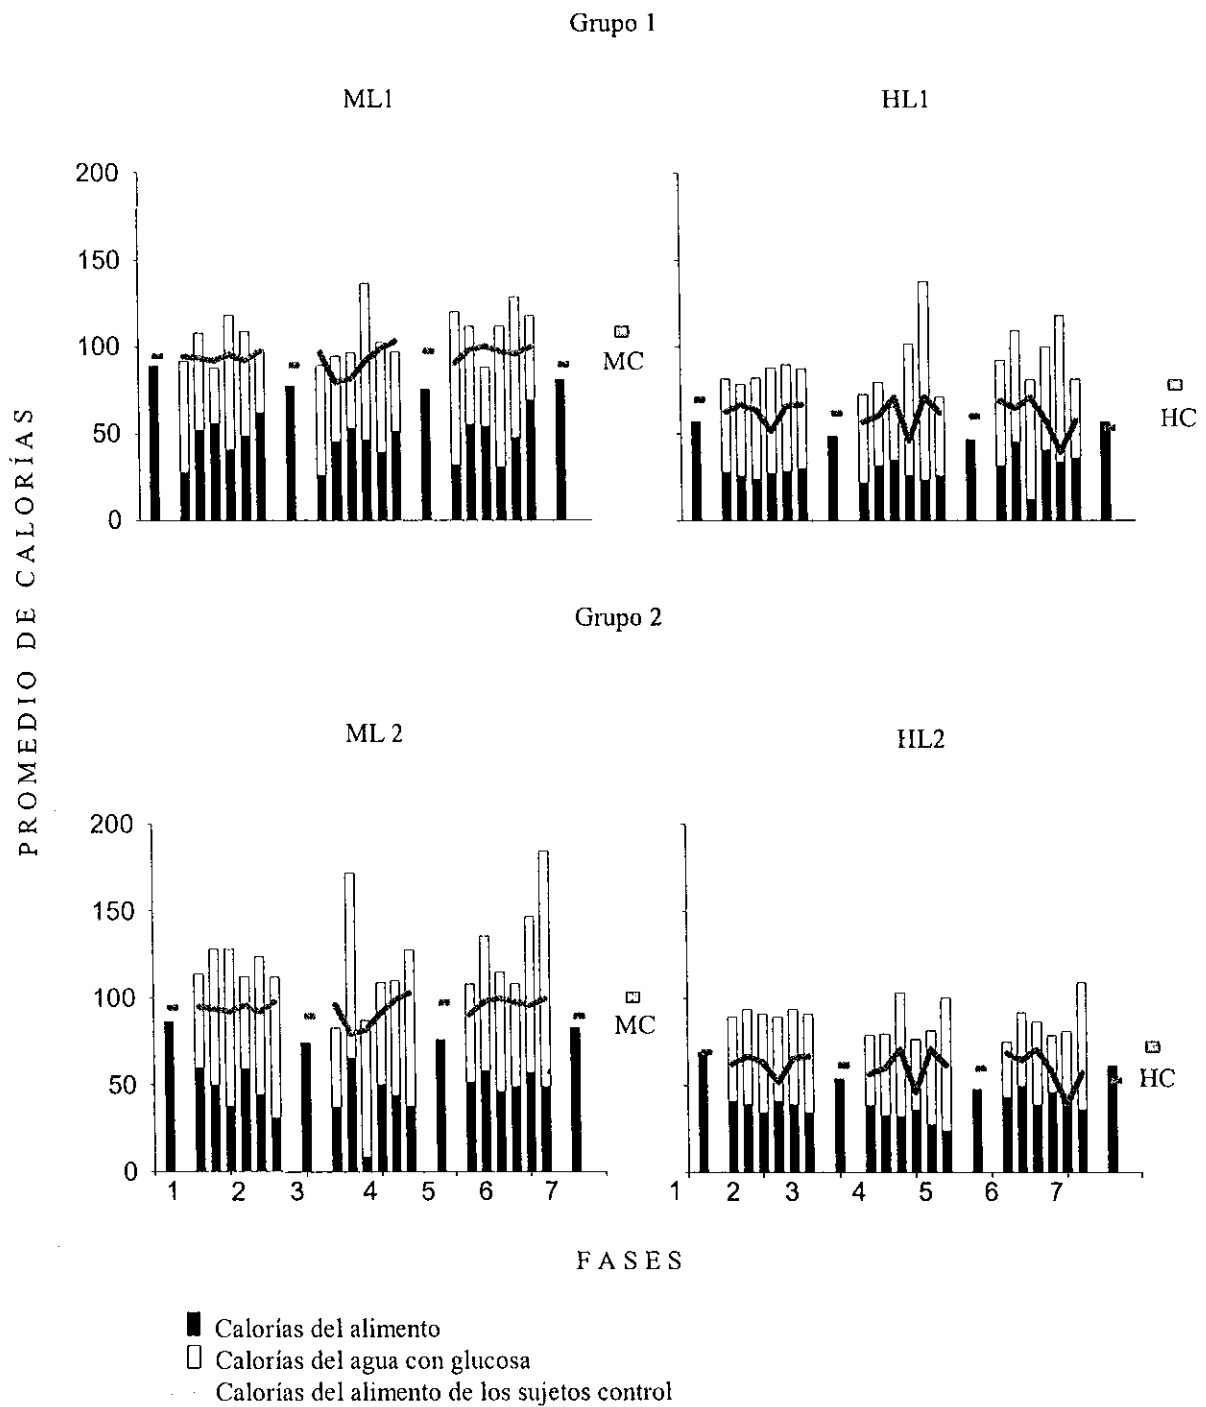 Grupo 1
ML1
HL1
200
150
100
50
0
MC
HC
PROMEDIO DE CALORÍAS
Grupo 2
ML 2
HL2
200
150
100
50
0
MC
HC
1 2 3 4 5 6 7
1 2 3 4 5 6 7
FASES
Calorías del alimento
Calorías del agua con glucosa
Calorías del alimento de los sujetos control